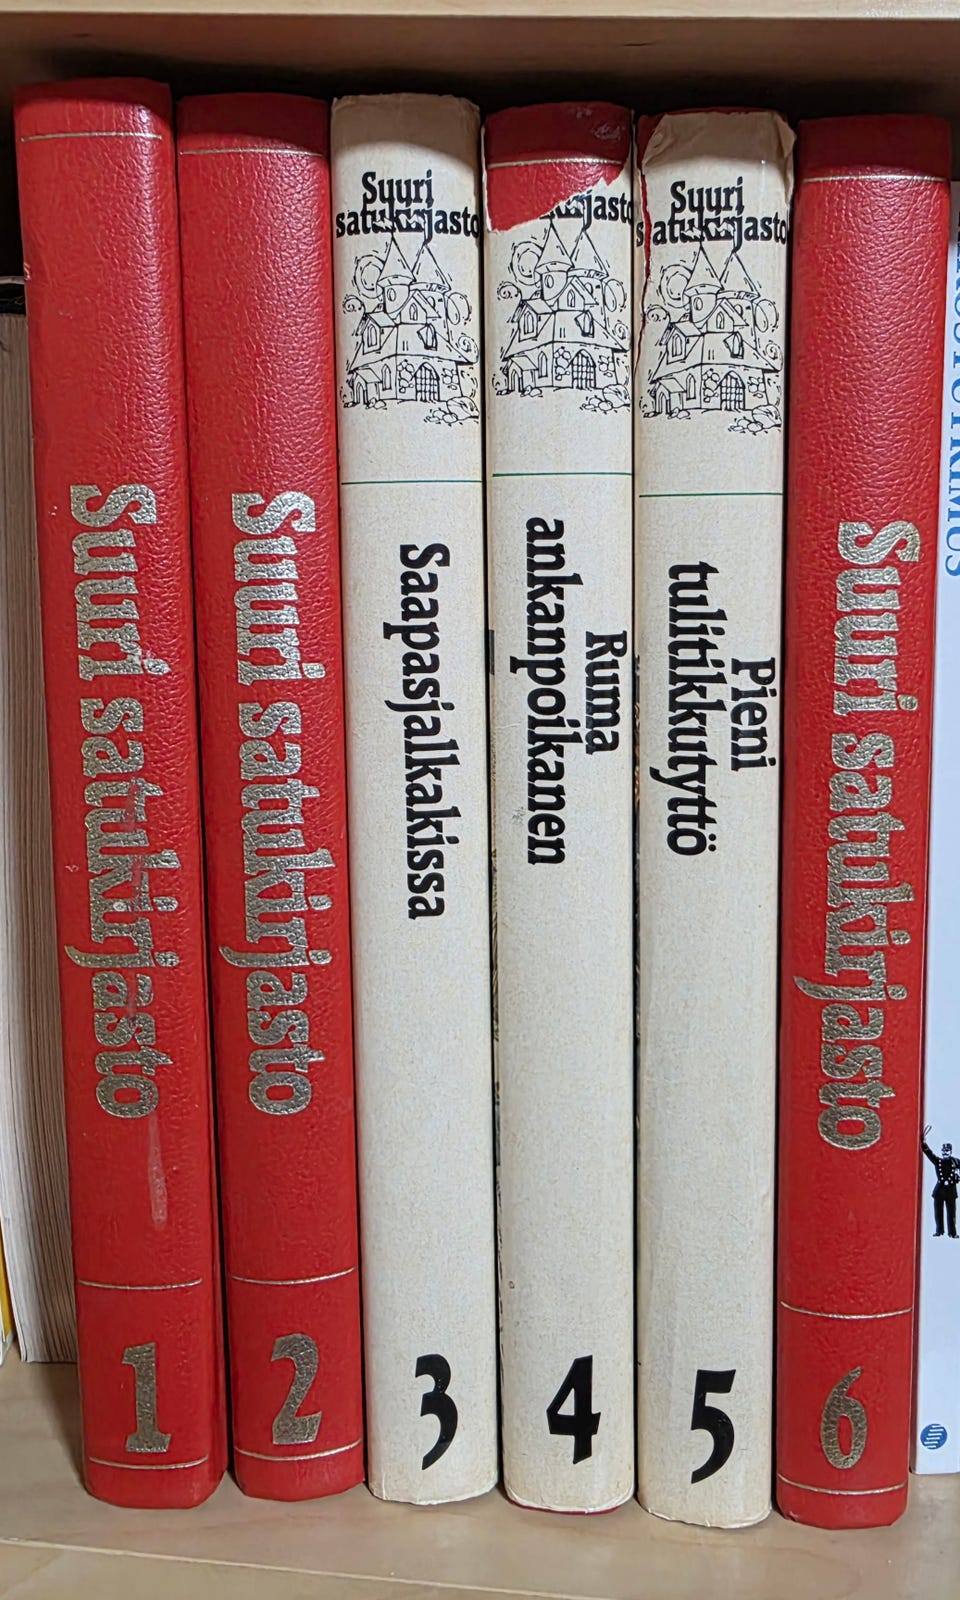 Suuri satukirjasto
1
Suuri satukirjasto
2
Suuri
satukirjasto
Saapasjalkakissa
3
kirjasto
Ruma
ankanpoikanen
4
Suuri
satukirjasto
Pieni
tulitikkutyttö
5
Suuri satukirjasto
6